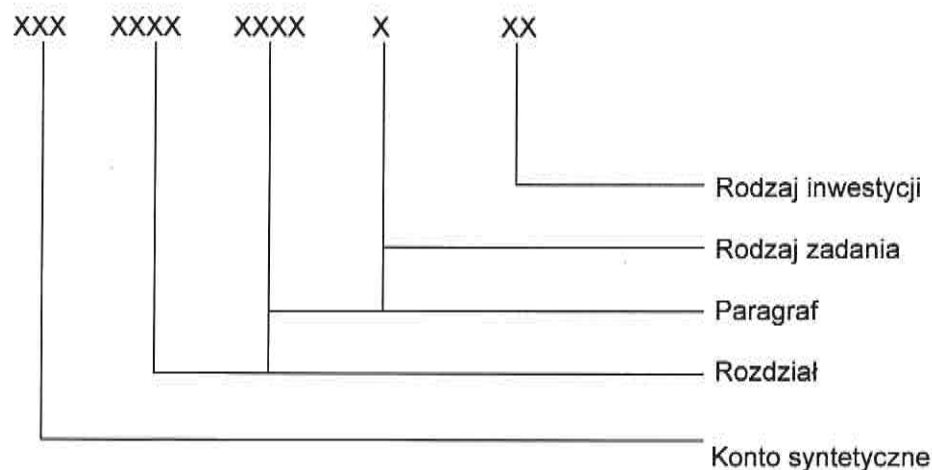 XXX XXXX XXXX X XX
Rodzaj inwestycji
Rodzaj zadania
Paragraf
Rozdział
Konto syntetyczne